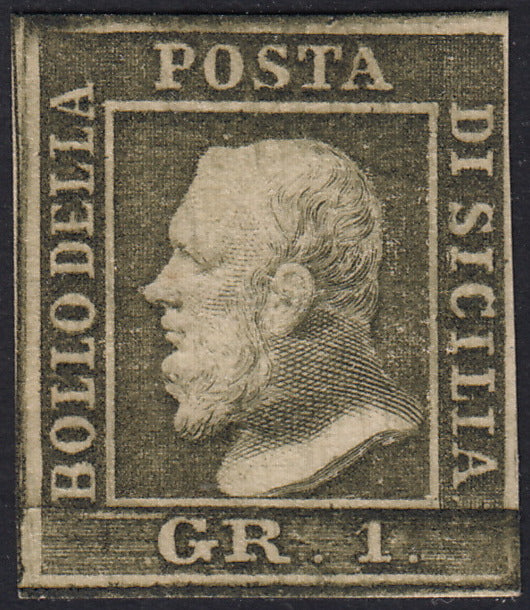 BOLLO DELLA
POSTA
DI SICILIA
GR. 1.